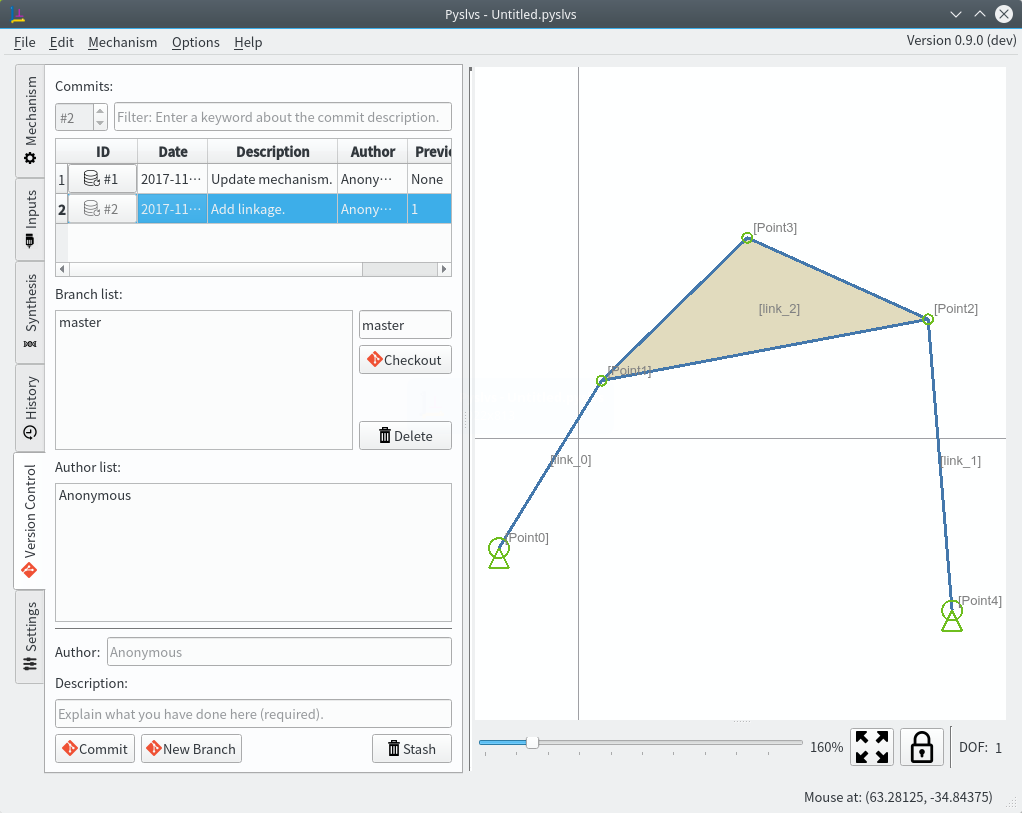 Pyslvs - Untitled.pyslvs
File Edit Mechanism Options Help
Version 0.9.0 (dev)
Mechanism
Inputs
Synthesis
History
Version Control
Settings
Commits:
#2
Filter: Enter a keyword about the commit description.
ID Date Description Author Previ
1 #1 2017-11··· Update mechanism. Anony··· None
2 #2 2017-11··· Add linkage. Anony··· 1
Branch list:
master
master
Checkout
Delete
Author list:
Anonymous
Author: Anonymous
Description:
Explain what you have done here (required).
Commit New Branch Stash
[Point3]
[link_2]
[Point2]
[Point1]
[link_0]
[link_1]
[Point0]
[Point4]
160%
DOF: 1
Mouse at: (63.28125, -34.84375)